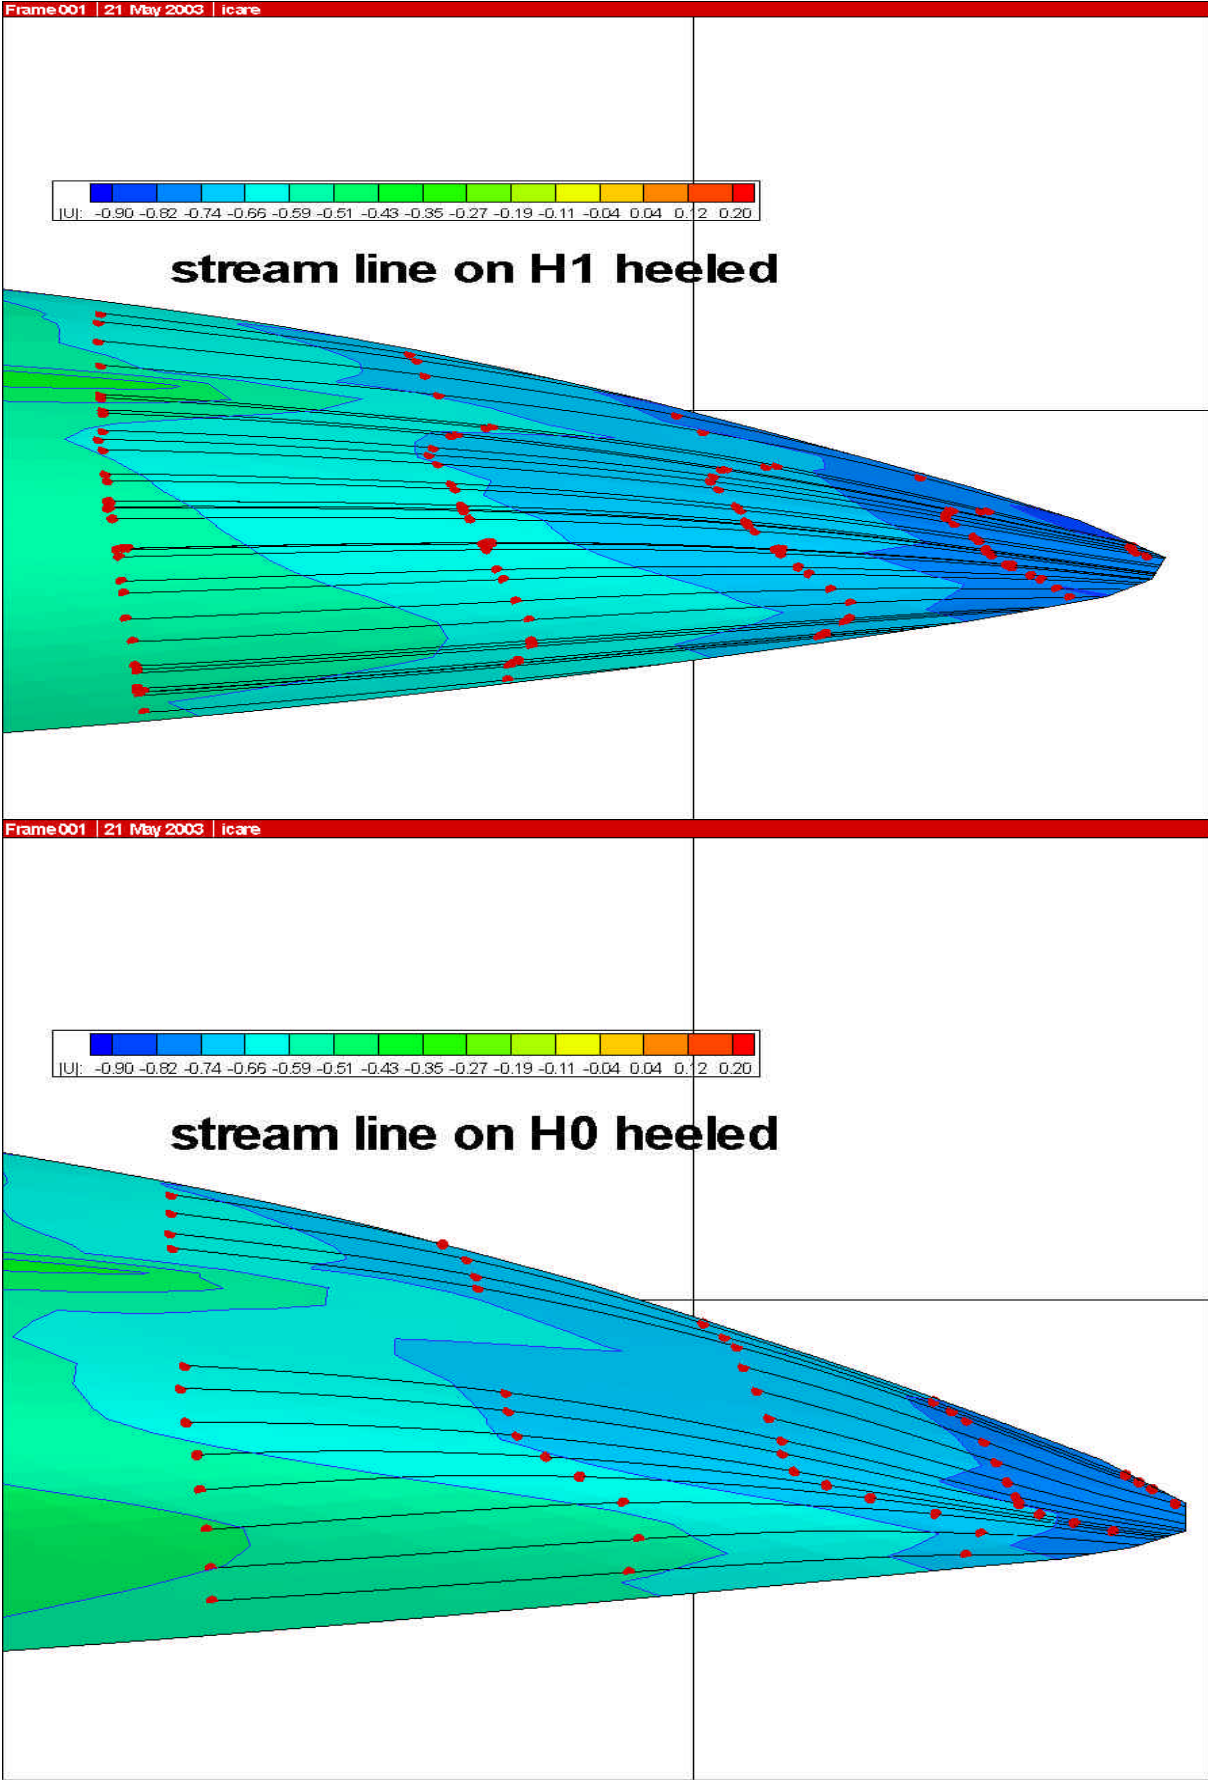 Frame 001 | 21 May 2003 | icare
|U|: -0.90 -0.82 -0.74 -0.66 -0.59 -0.51 -0.43 -0.35 -0.27 -0.19 -0.11 -0.04 0.04 0.12 0.20
stream line on H1 heeled
Frame 001 | 21 May 2003 | icare
|U|: -0.90 -0.82 -0.74 -0.66 -0.59 -0.51 -0.43 -0.35 -0.27 -0.19 -0.11 -0.04 0.04 0.12 0.20
stream line on H0 heeled